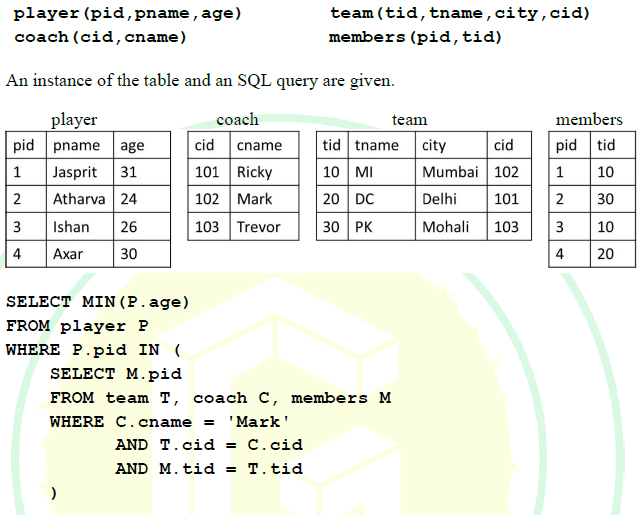 player(pid,pname,age) team(tid,tname,city,cid)
coach(cid,cname) members(pid,tid)
An instance of the table and an SQL query are given.
player coach team members
pid pname age cid cname tid tname city cid pid tid
1 Jasprit 31 101 Ricky 10 MI Mumbai 102 1 10
2 Atharva 24 102 Mark 20 DC Delhi 101 2 30
3 Ishan 26 103 Trevor 30 PK Mohali 103 3 10
4 Axar 30 4 20
SELECT MIN(P.age)
FROM player P
WHERE P.pid IN (
SELECT M.pid
FROM team T, coach C, members M
WHERE C.cname = 'Mark'
AND T.cid = C.cid
AND M.tid = T.tid
)